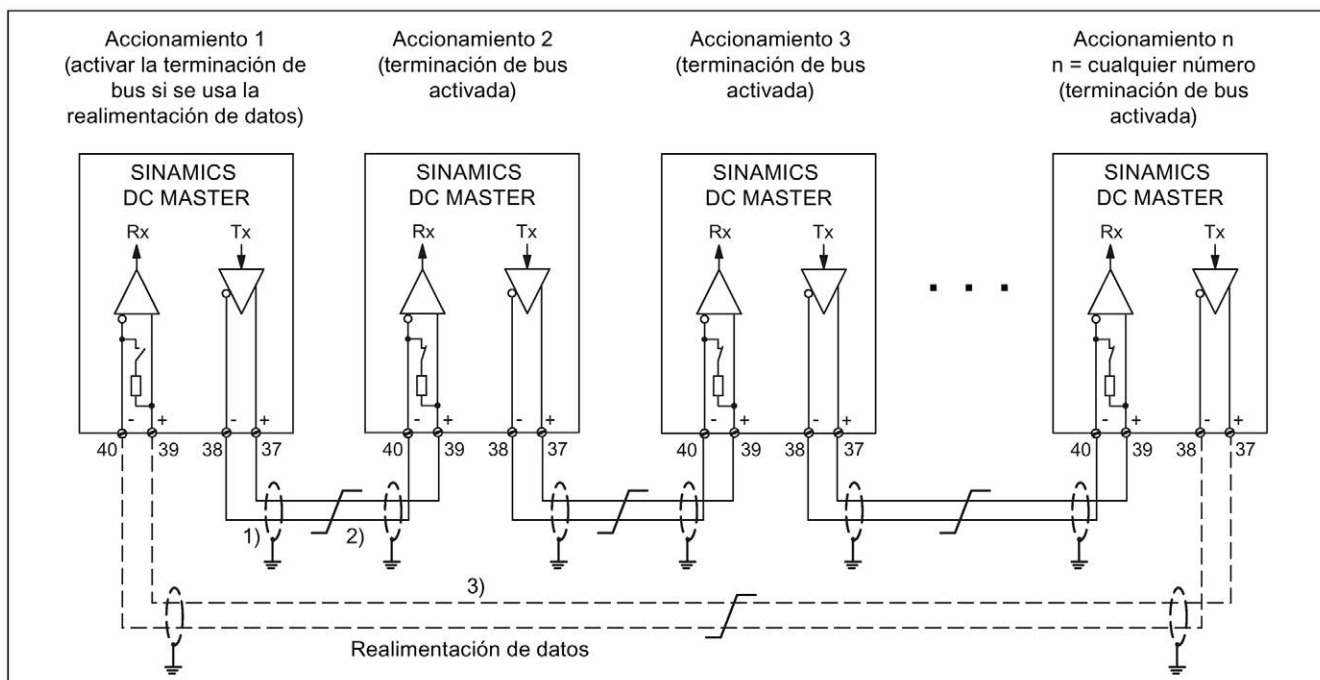 Accionamiento 1
(activar la terminación de
bus si se usa la
realimentación de datos)
Accionamiento 2
(terminación de bus
activada)
Accionamiento 3
(terminación de bus
activada)
Accionamiento n
n = cualquier número
(terminación de bus
activada)
SINAMICS
DC MASTER
Rx
Tx
- +
- +
40
39
38
37
SINAMICS
DC MASTER
Rx
Tx
- +
- +
40
39
38
37
SINAMICS
DC MASTER
Rx
Tx
- +
- +
40
39
38
37
. . .
SINAMICS
DC MASTER
Rx
Tx
- +
- +
40
39
38
37
1)
2)
3)
Realimentación de datos